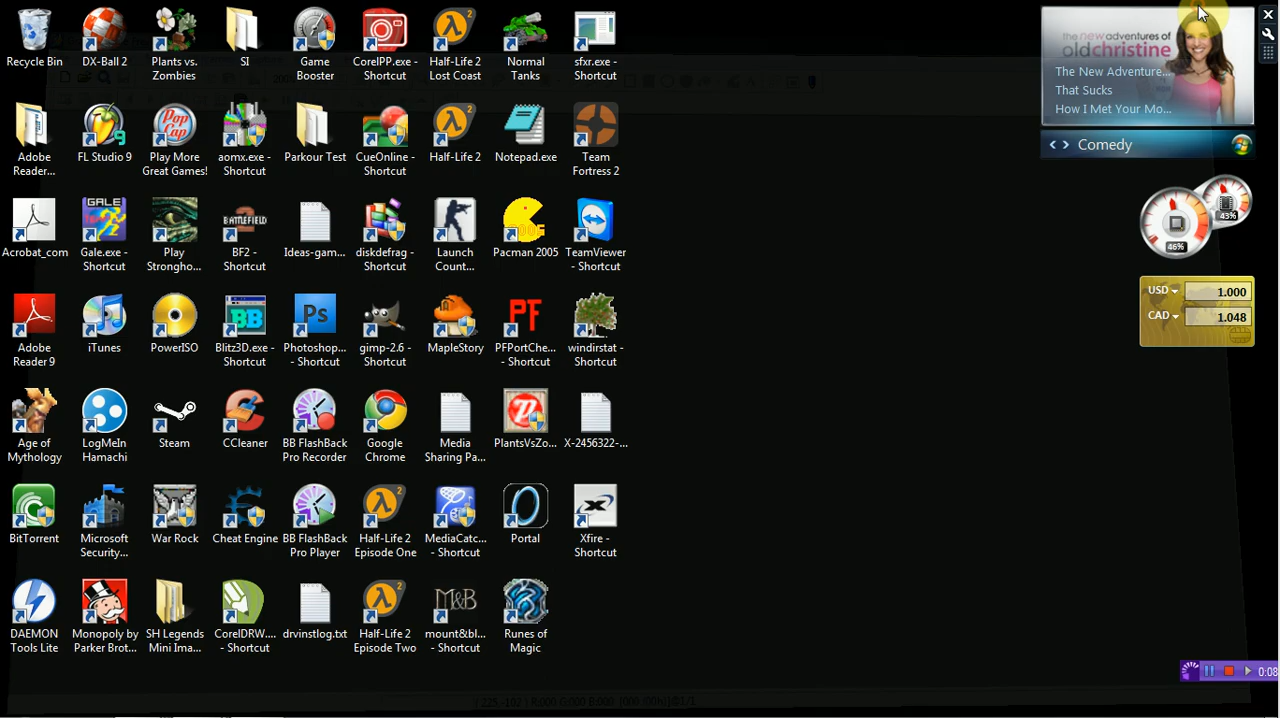 Recycle Bin
DX-Ball 2
Plants vs.
Zombies
SI
Game
Booster
CorelPP.exe -
Shortcut
Half-Life 2
Lost Coast
Normal
Tanks
sfxr.exe -
Shortcut
Adobe
Reader...
FL Studio 9
Play More
Great Games!
aomx.exe -
Shortcut
Parkour Test
CueOnline -
Shortcut
Half-Life 2
Notepad.exe
Team
Fortress 2
Acrobat_com
Gale.exe -
Shortcut
Play
Strongho...
BF2 -
Shortcut
Ideas-gam...
diskdefrag -
Shortcut
Launch
Count...
Pacman 2005
TeamViewer
- Shortcut
Adobe
Reader 9
iTunes
PowerISO
Blitz3D.exe -
Shortcut
Photoshop...
- Shortcut
gimp-2.6 -
Shortcut
MapleStory
PFPortChe...
- Shortcut
windirstat -
Shortcut
Age of
Mythology
LogMeIn
Hamachi
Steam
CCleaner
BB FlashBack
Pro Recorder
Google
Chrome
Media
Sharing Pa...
PlantsVsZo...
X-2456322-...
BitTorrent
Microsoft
Security...
War Rock
Cheat Engine
BB FlashBack
Pro Player
Half-Life 2
Episode One
MediaCatc...
- Shortcut
Portal
Xfire -
Shortcut
DAEMON
Tools Lite
Monopoly by
Parker Brot...
SH Legends
Mini Ima...
CorelDRW....
- Shortcut
drvinstlog.txt
Half-Life 2
Episode Two
mount&bl...
- Shortcut
Runes of
Magic
the new adventures of
old christine
The New Adventure...
That Sucks
How I Met Your Mo...
Comedy
43%
46%
USD 1.000
CAD 1.048
0:08